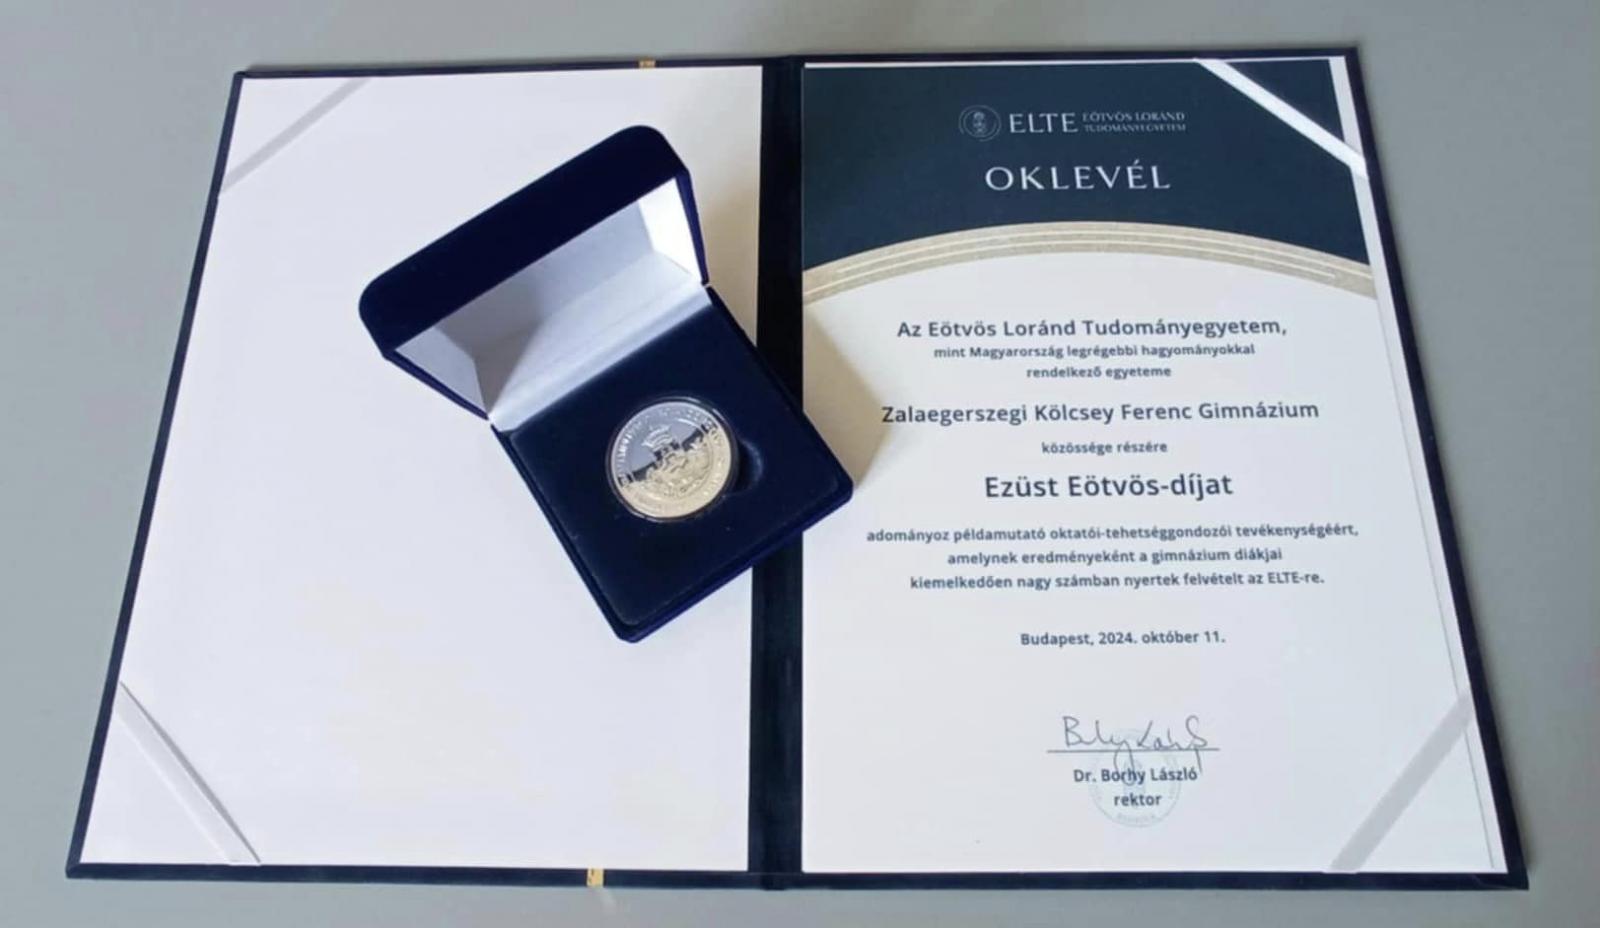 ELTE EÖTVÖS LORÁND
TUDOMÁNYEGYETEM
OKLEVÉL
Az Eötvös Loránd Tudományegyetem,
mint Magyarország legrégebbi hagyományokkal
rendelkező egyeteme
Zalaegerszegi Kölcsey Ferenc Gimnázium
közössége részére
Ezüst Eötvös-díjat
adományoz példamutató oktatói-tehetséggondozói tevékenységéért,
amelynek eredményeként a gimnázium diákjai
kiemelkedően nagy számban nyertek felvételt az ELTE-re.
Budapest, 2024. október 11.
Dr. Borhy László
rektor